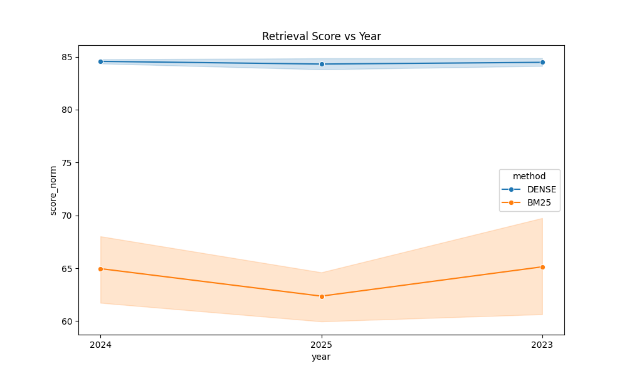 Retrieval Score vs Year
85
80
75
70
65
60
score_norm
method
DENSE
BM25
2024
2025
2023
year